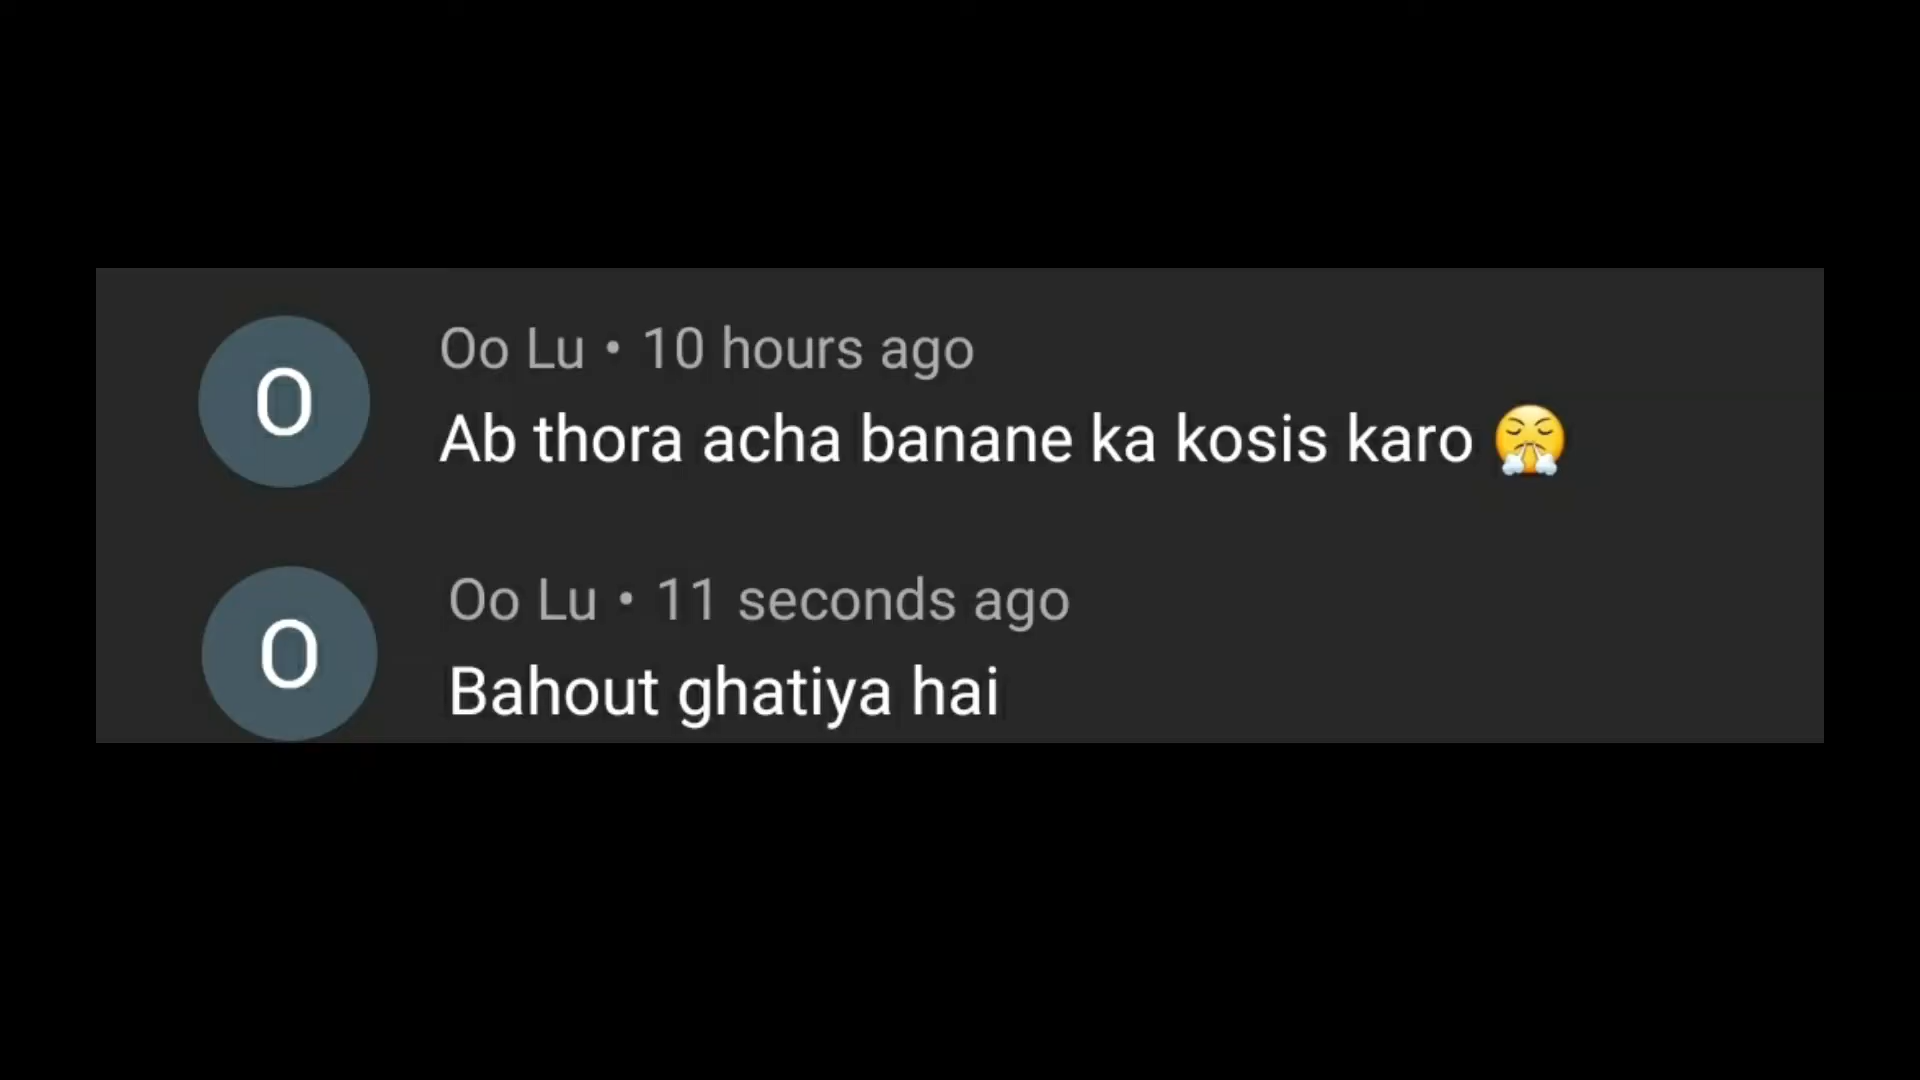 O
Oo Lu • 10 hours ago
Ab thora acha banane ka kosis karo 😤
O
Oo Lu • 11 seconds ago
Bahout ghatiya hai